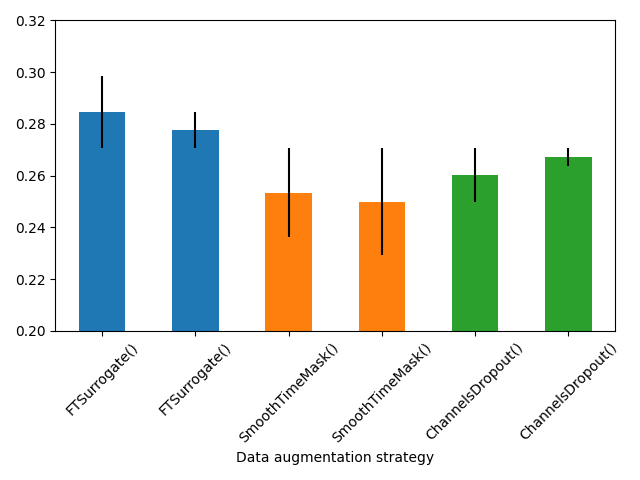 0.32
0.30
0.28
0.26
0.24
0.22
0.20
FTSurrogate()
FTSurrogate()
SmoothTimeMask()
SmoothTimeMask()
ChannelsDropout()
ChannelsDropout()
Data augmentation strategy